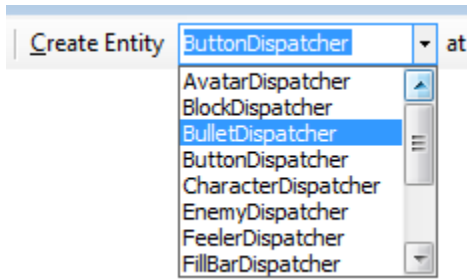 Create Entity ButtonDispatcher at
AvatarDispatcher
BlockDispatcher
BulletDispatcher
ButtonDispatcher
CharacterDispatcher
EnemyDispatcher
FeelerDispatcher
FillBarDispatcher